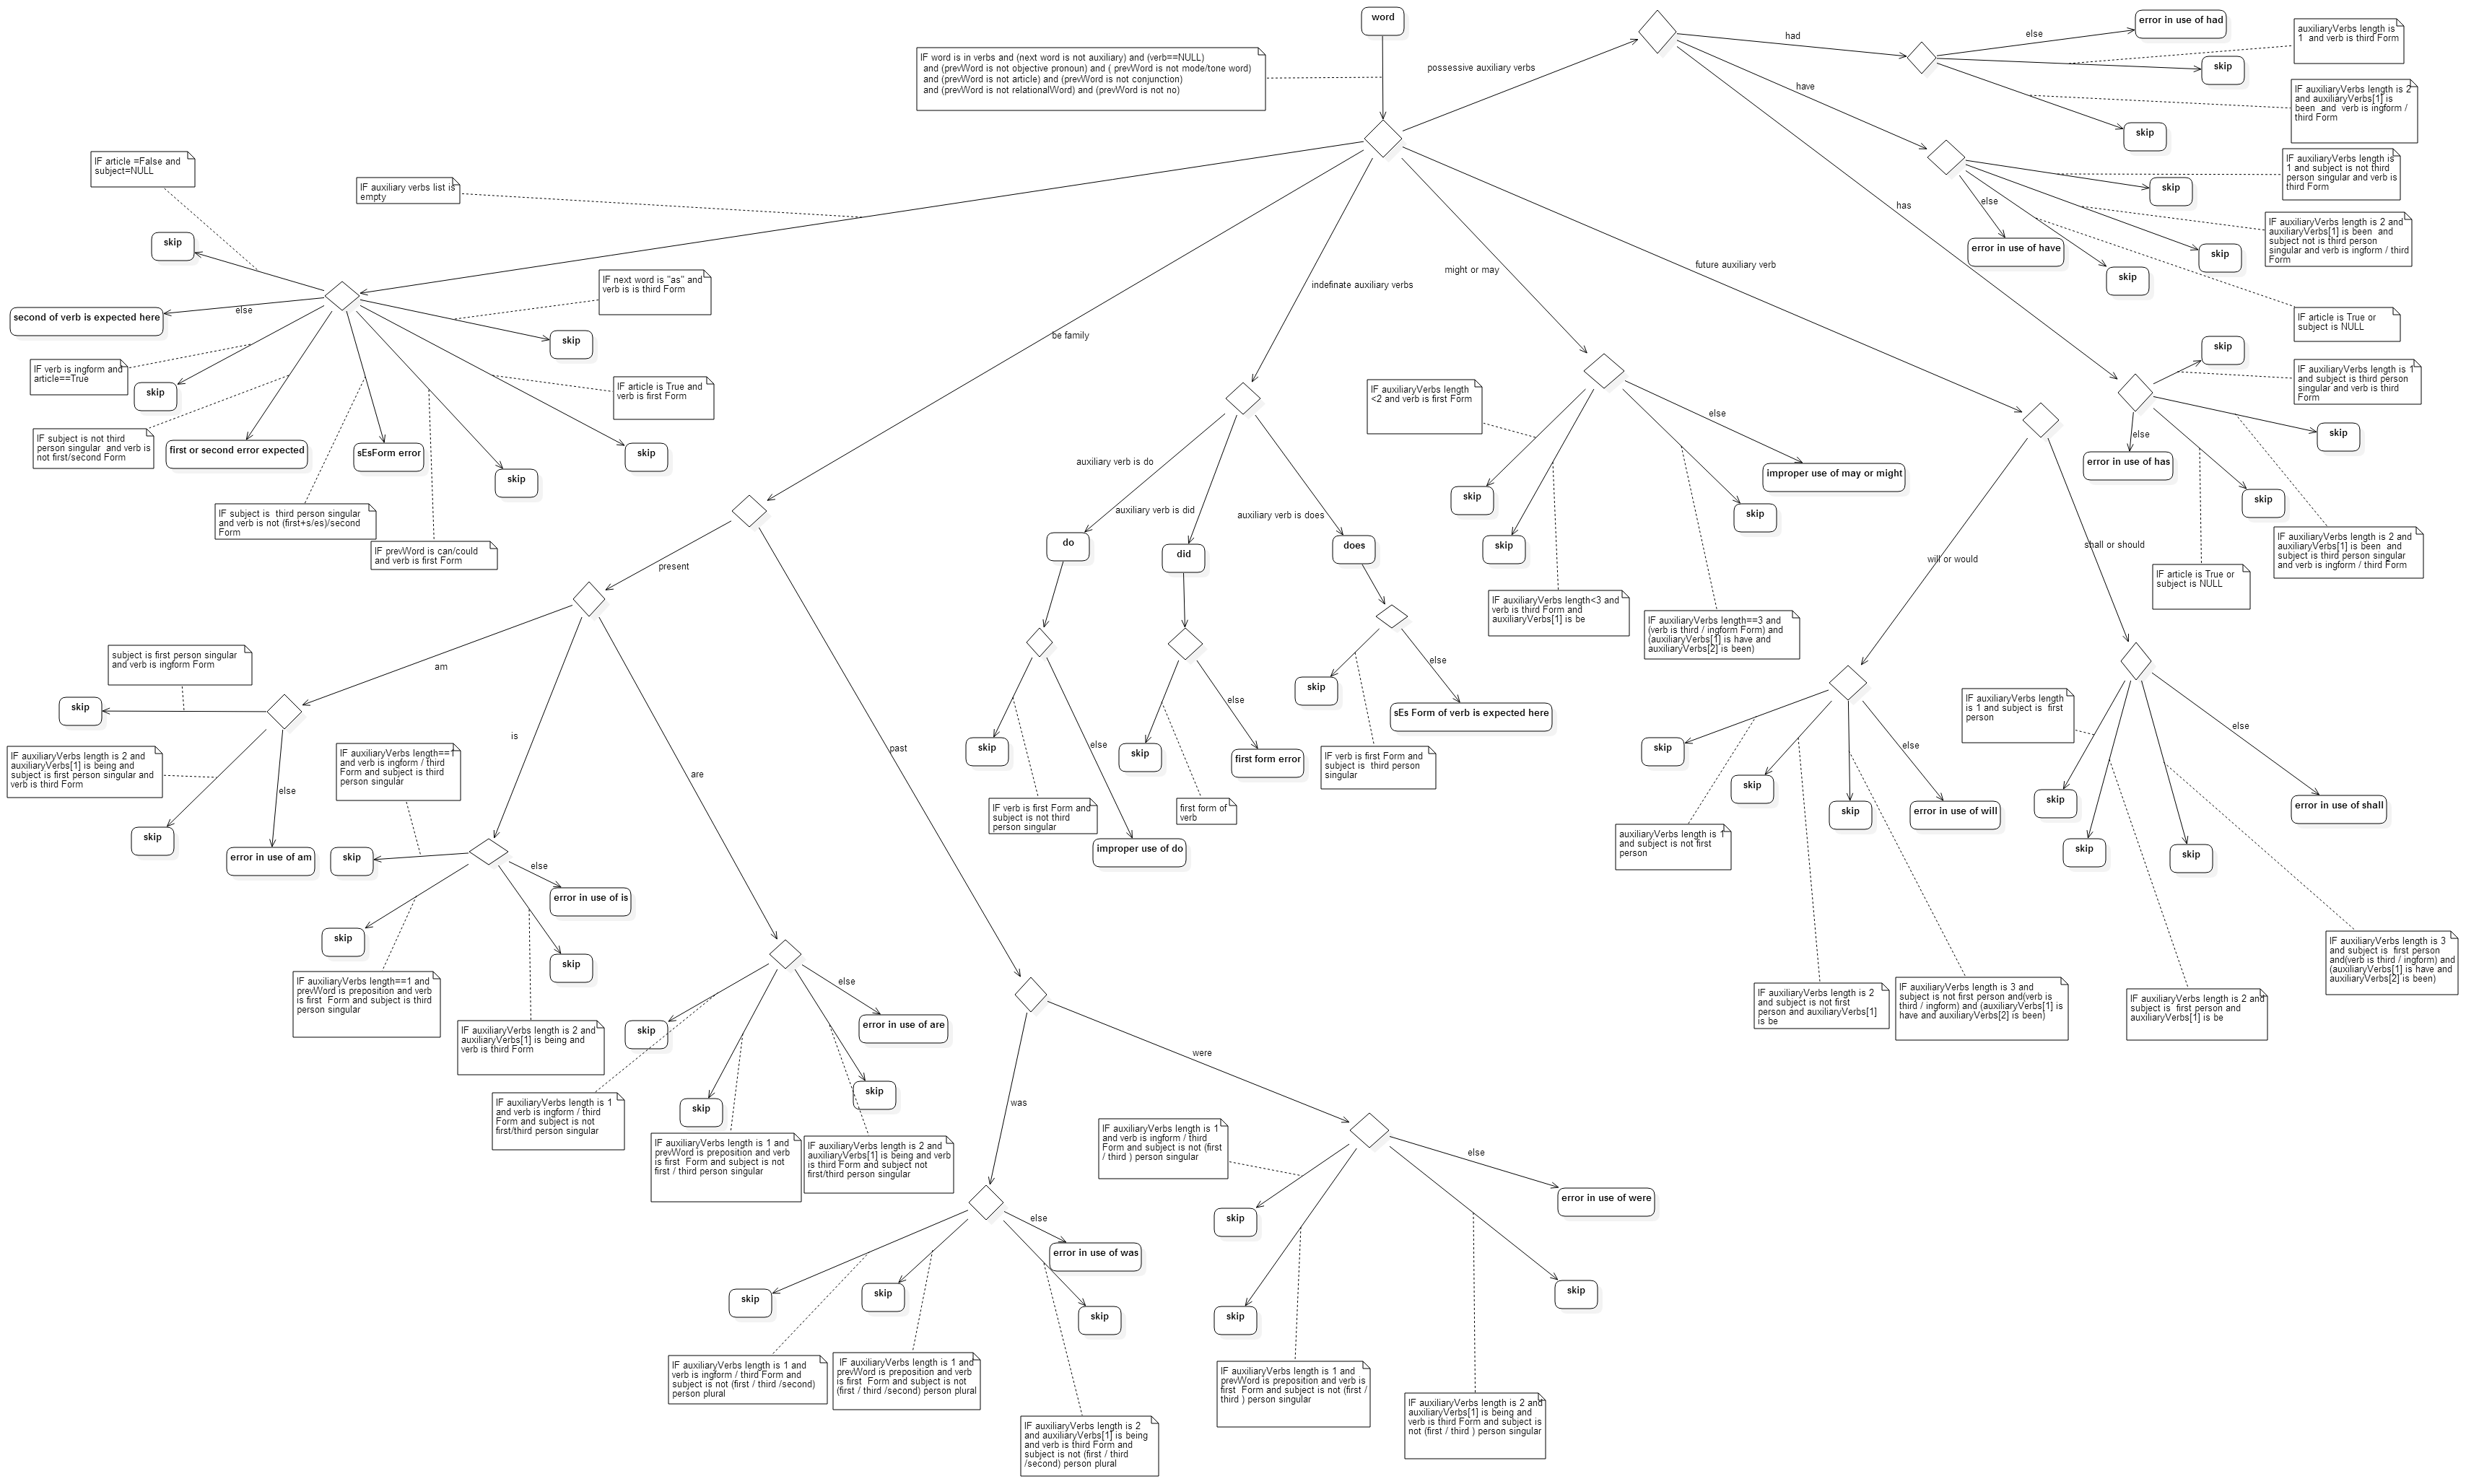 word
IF word is in verbs and (next word is not auxiliary) and (verb==NULL)
and (prevWord is not objective pronoun) and ( prevWord is not mode/tone word)
and (prevWord is not article) and (prevWord is not conjunction)
and (prevWord is not relationalWord) and (prevWord is not no)
possessive auxiliary verbs
had
else
error in use of had
auxiliaryVerbs length is
1 and verb is third Form
skip
IF auxiliaryVerbs length is 2
and auxiliaryVerbs[1] is
been and verb is ingform /
third Form
skip
have
IF auxiliaryVerbs length is
1 and subject is not third
person singular and verb is
third Form
skip
else
error in use of have
IF auxiliaryVerbs length is 2 and
auxiliaryVerbs[1] is been and
subject not is third person
singular and verb is ingform / third
Form
skip
skip
IF article is True or
subject is NULL
has
skip
IF auxiliaryVerbs length is 1
and subject is third person
singular and verb is third
Form
skip
else
error in use of has
skip
IF auxiliaryVerbs length is 2 and
auxiliaryVerbs[1] is been and
subject is third person singular
and verb is ingform / third Form
IF article is True or
subject is NULL
IF article =False and
subject=NULL
IF auxiliary verbs list is
empty
skip
IF next word is "as" and
verb is is third Form
second of verb is expected here
else
skip
IF verb is ingform and
article==True
skip
IF article is True and
verb is first Form
IF subject is not third
person singular and verb is
not first/second Form
first or second error expected
sEsForm error
skip
skip
IF subject is third person singular
and verb is not (first+s/es)/second
Form
IF prevWord is can/could
and verb is first Form
be family
indefinate auxiliary verbs
might or may
future auxiliary verb
auxiliary verb is do
auxiliary verb is did
auxiliary verb is does
do
did
does
skip
else
IF verb is first Form and
subject is not third
person singular
improper use of do
skip
else
first form error
first form of
verb
skip
else
sEs Form of verb is expected here
IF verb is first Form and
subject is third person
singular
IF auxiliaryVerbs length
<2 and verb is first Form
else
improper use of may or might
skip
skip
skip
IF auxiliaryVerbs length<3 and
verb is third Form and
auxiliaryVerbs[1] is be
IF auxiliaryVerbs length==3 and
(verb is third / ingform Form) and
(auxiliaryVerbs[1] is have and
auxiliaryVerbs[2] is been)
will or would
shall or should
skip
skip
skip
else
error in use of will
auxiliaryVerbs length is 1
and subject is not first
person
IF auxiliaryVerbs length is 2
and subject is not first
person and auxiliaryVerbs[1]
is be
IF auxiliaryVerbs length is 3 and
subject is not first person and(verb is
third / ingform) and (auxiliaryVerbs[1] is
have and auxiliaryVerbs[2] is been)
IF auxiliaryVerbs length
is 1 and subject is first
person
skip
skip
skip
else
error in use of shall
IF auxiliaryVerbs length is 2 and
subject is first person and
auxiliaryVerbs[1] is be
IF auxiliaryVerbs length is 3
and subject is first person
and(verb is third / ingform) and
(auxiliaryVerbs[1] is have and
auxiliaryVerbs[2] is been)
present
past
am
is
are
subject is first person singular
and verb is ingform Form
skip
IF auxiliaryVerbs length is 2 and
auxiliaryVerbs[1] is being and
subject is first person singular and
verb is third Form
skip
else
error in use of am
IF auxiliaryVerbs length==1
and verb is ingform / third
Form and subject is third
person singular
skip
else
error in use of is
skip
skip
IF auxiliaryVerbs length==1 and
prevWord is preposition and verb
is first Form and subject is third
person singular
IF auxiliaryVerbs length is 2 and
auxiliaryVerbs[1] is being and
verb is third Form
else
error in use of are
skip
skip
skip
IF auxiliaryVerbs length is 1
and verb is ingform / third
Form and subject is not
first/third person singular
IF auxiliaryVerbs length is 1 and
prevWord is preposition and verb
is first Form and subject is not
first / third person singular
IF auxiliaryVerbs length is 2 and
auxiliaryVerbs[1] is being and verb
is third Form and subject not
first/third person singular
was
were
else
error in use of was
skip
skip
skip
IF auxiliaryVerbs length is 1 and
verb is ingform / third Form and
subject is not (first / third /second)
person plural
IF auxiliaryVerbs length is 1 and
prevWord is preposition and verb
is first Form and subject is not
(first / third /second) person plural
IF auxiliaryVerbs length is 2
and auxiliaryVerbs[1] is being
and verb is third Form and
subject is not (first / third
/second) person plural
IF auxiliaryVerbs length is 1
and verb is ingform / third
Form and subject is not (first
/ third ) person singular
else
error in use of were
skip
skip
skip
IF auxiliaryVerbs length is 1 and
prevWord is preposition and verb is
first Form and subject is not (first /
third ) person singular
IF auxiliaryVerbs length is 2 and
auxiliaryVerbs[1] is being and
verb is third Form and subject is
not (first / third ) person singular